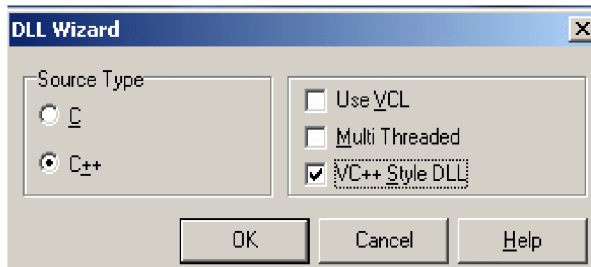 DLL Wizard
Source Type
C
C++
Use VCL
Multi Threaded
VC++ Style DLL
OK Cancel Help